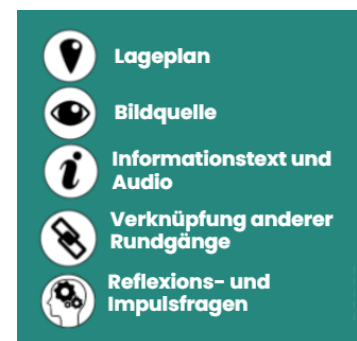 Lageplan
Bildquelle
Informationstext und
Audio
Verknüpfung anderer
Rundgänge
Reflexions- und
Impulsfragen